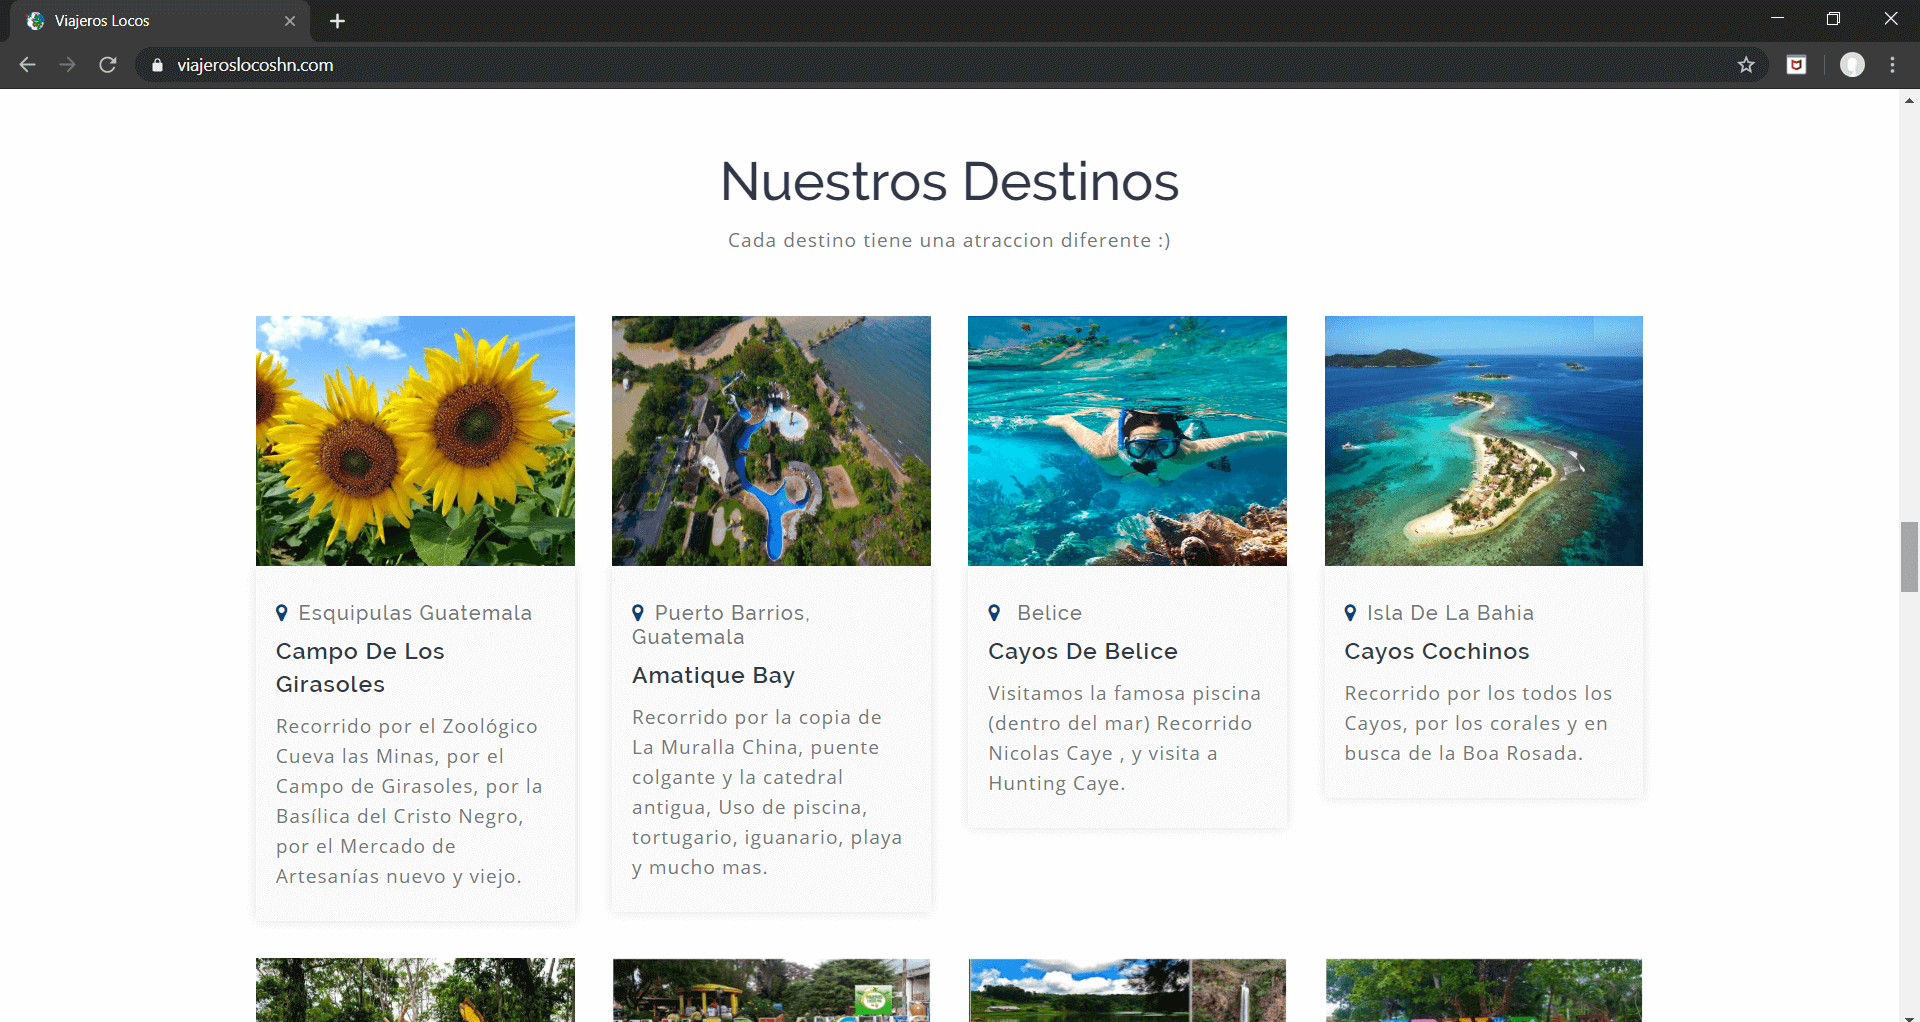 Viajeros Locos
viajeroslocoshn.com
Nuestros Destinos
Cada destino tiene una atraccion diferente :)
Esquipulas Guatemala
Campo De Los
Girasoles
Recorrido por el Zoológico
Cueva las Minas, por el
Campo de Girasoles, por la
Basílica del Cristo Negro,
por el Mercado de
Artesanías nuevo y viejo.
Puerto Barrios,
Guatemala
Amatique Bay
Recorrido por la copia de
La Muralla China, puente
colgante y la catedral
antigua, Uso de piscina,
tortugario, iguanario, playa
y mucho mas.
Belice
Cayos De Belice
Visitamos la famosa piscina
(dentro del mar) Recorrido
Nicolas Caye , y visita a
Hunting Caye.
Isla De La Bahia
Cayos Cochinos
Recorrido por los todos los
Cayos, por los corales y en
busca de la Boa Rosada.